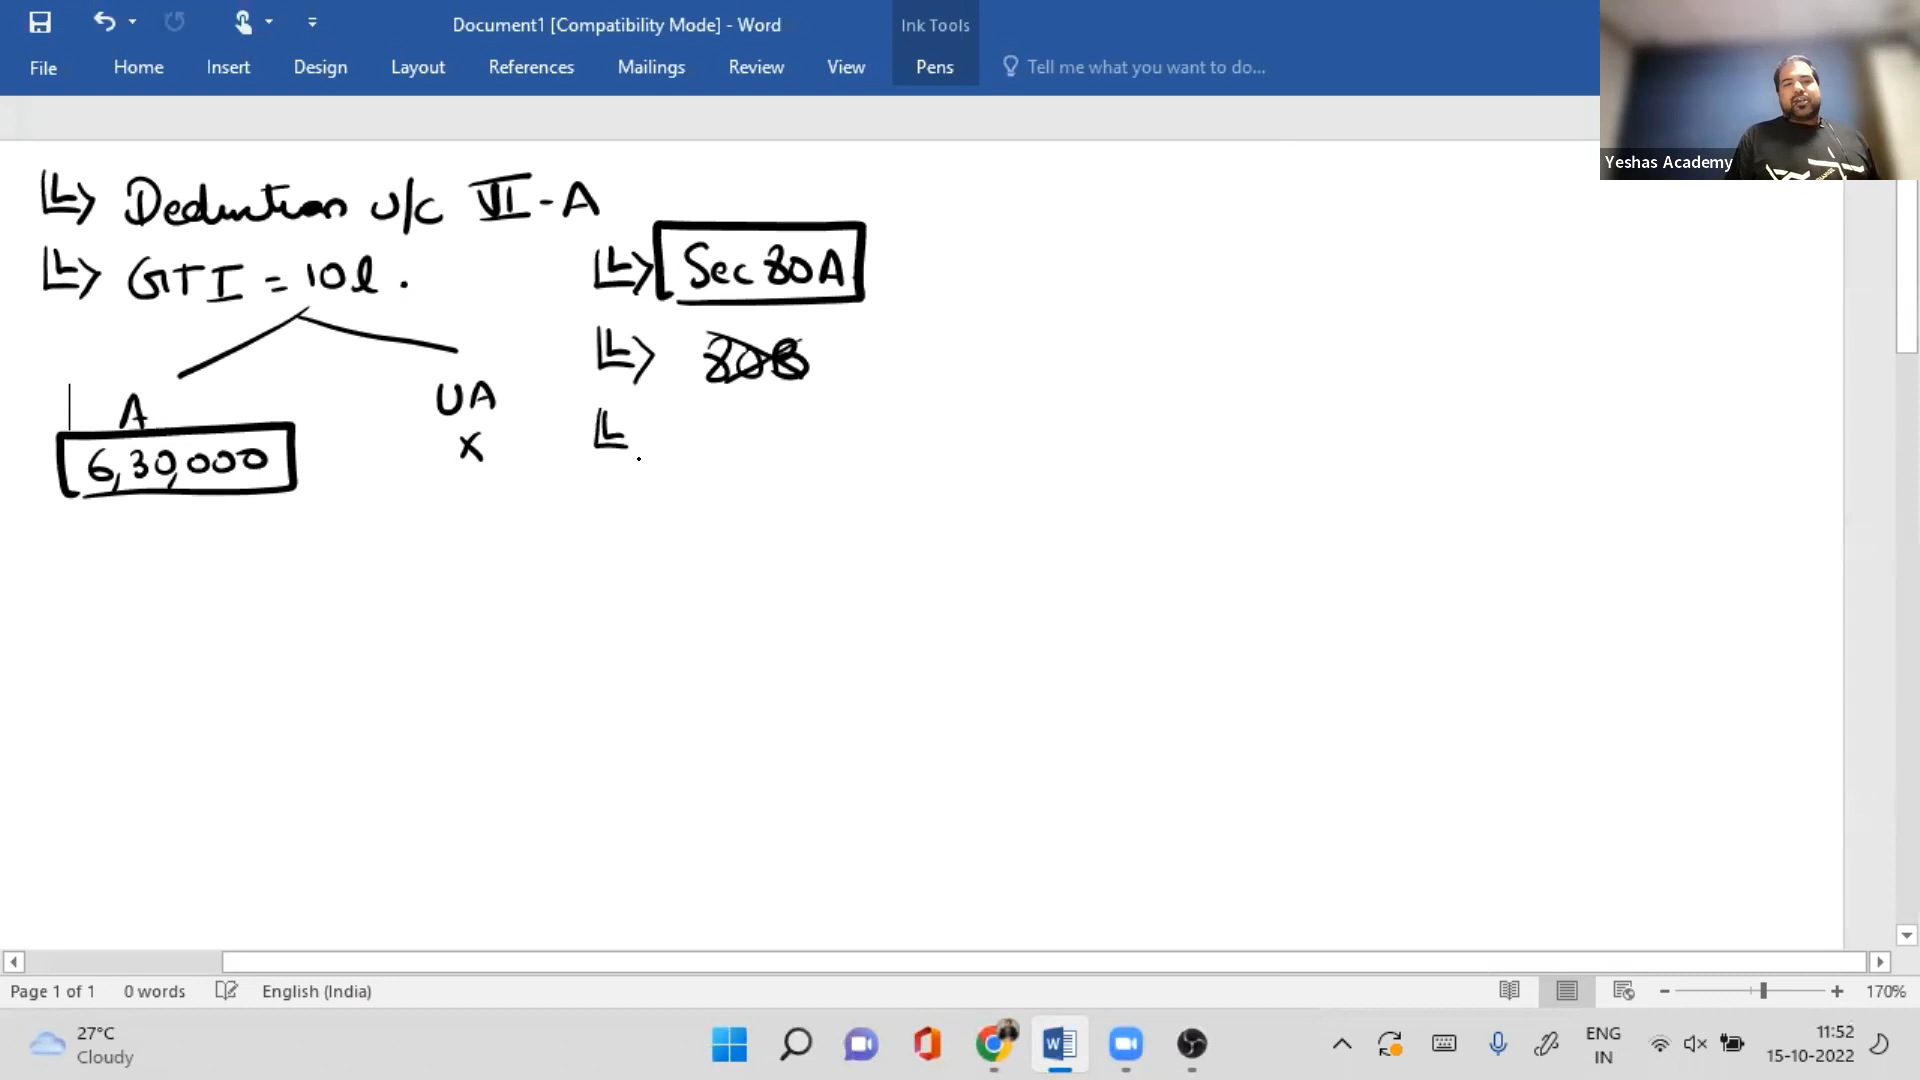 Document1 [Compatibility Mode] - Word
Ink Tools
File Home Insert Design Layout References Mailings Review View Pens Tell me what you want to do...
Yeshas Academy
Deduction u/c VI-A
GTI = 10l.
Sec 80A
A
UA
X
6,30,000
Page 1 of 1 0 words English (India) 170%
27°C
Cloudy
ENG
IN
11:52
15-10-2022